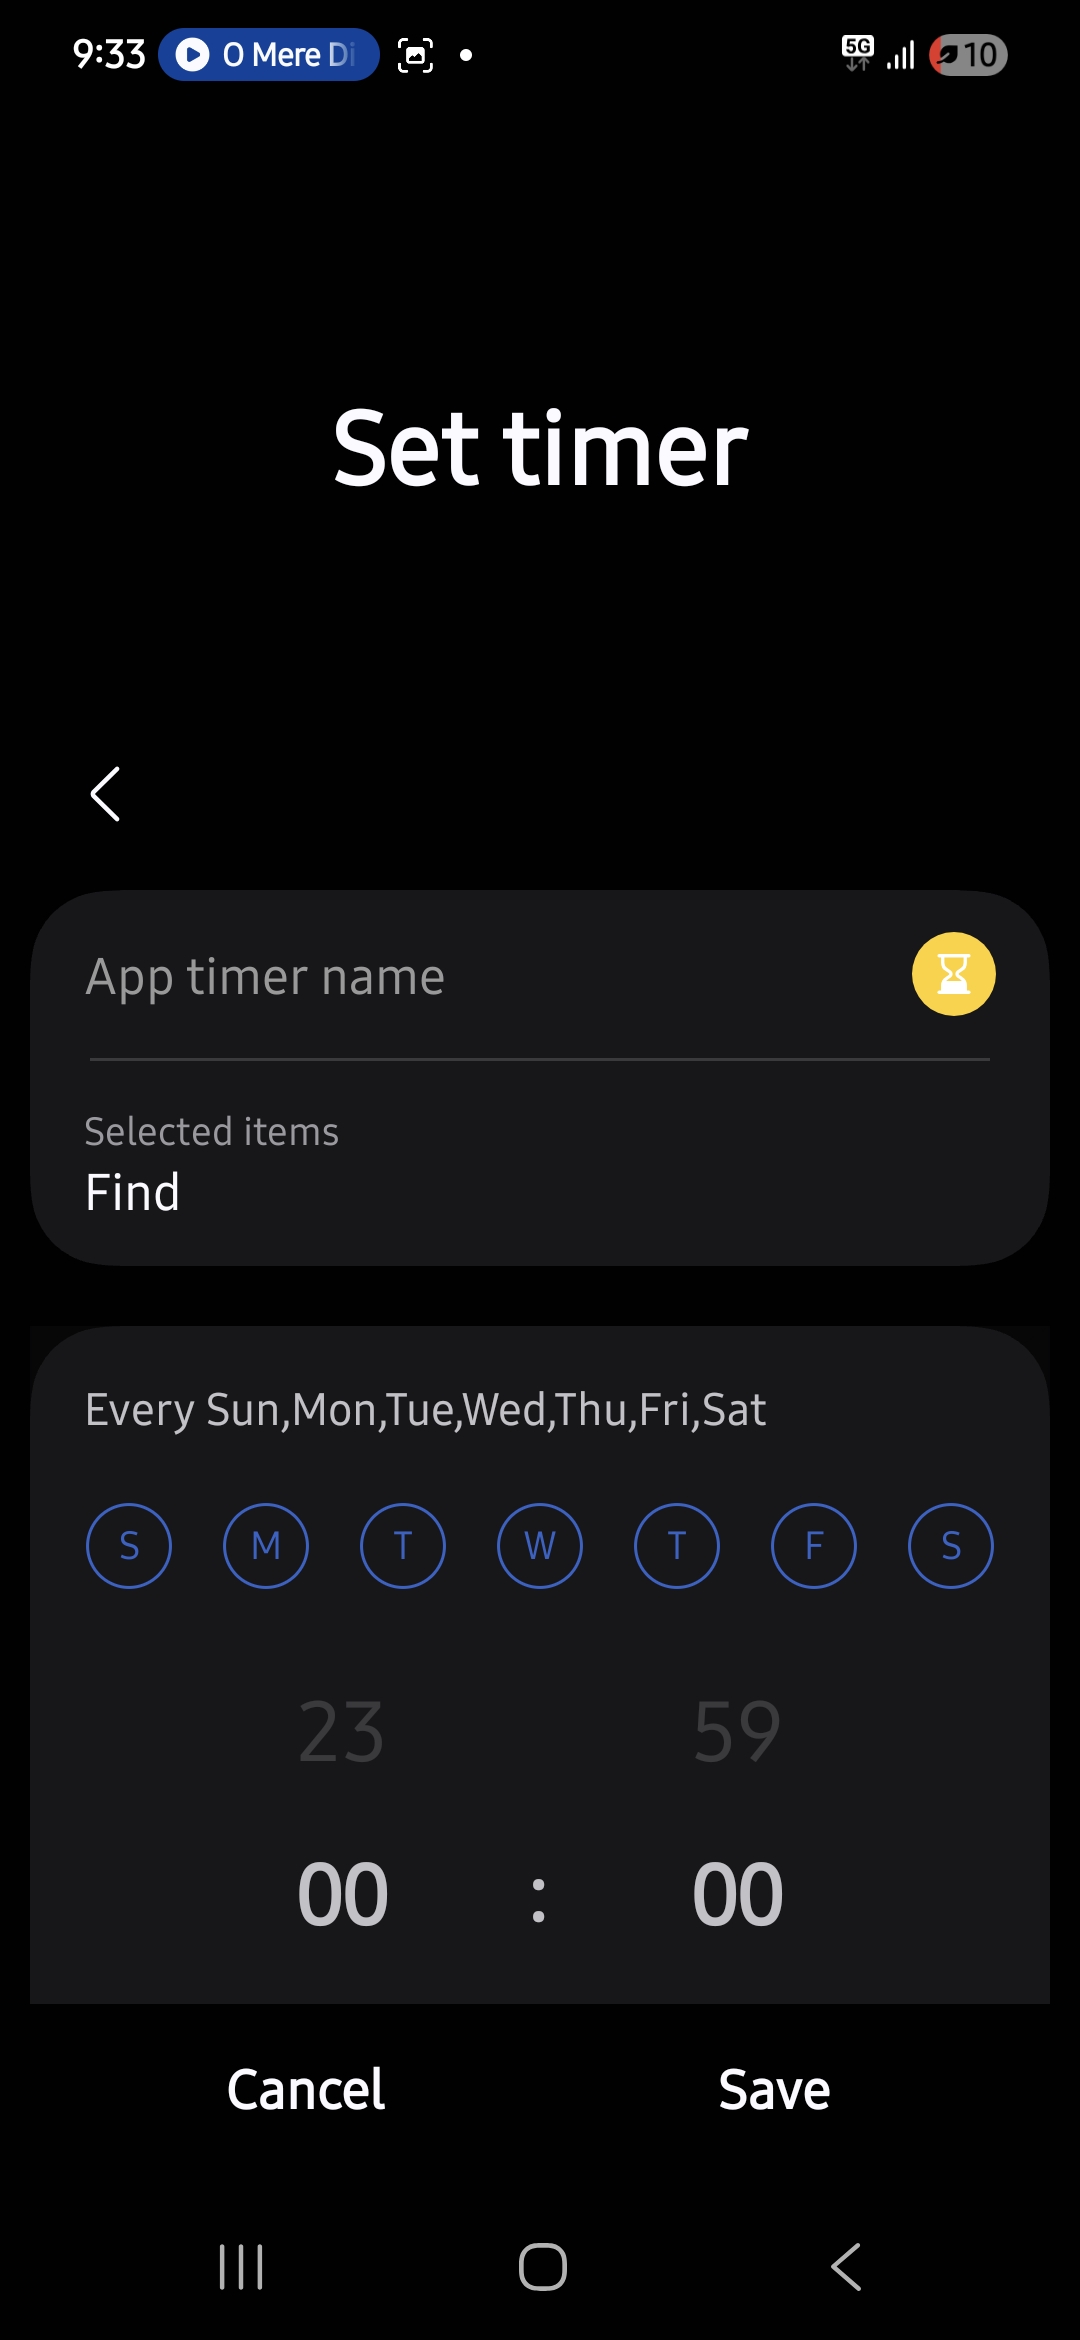 9:33 O Mere Di 5G 10
Set timer
App timer name
Selected items
Find
Every Sun,Mon,Tue,Wed,Thu,Fri,Sat
S M T W T F S
23 59
00 : 00
Cancel Save